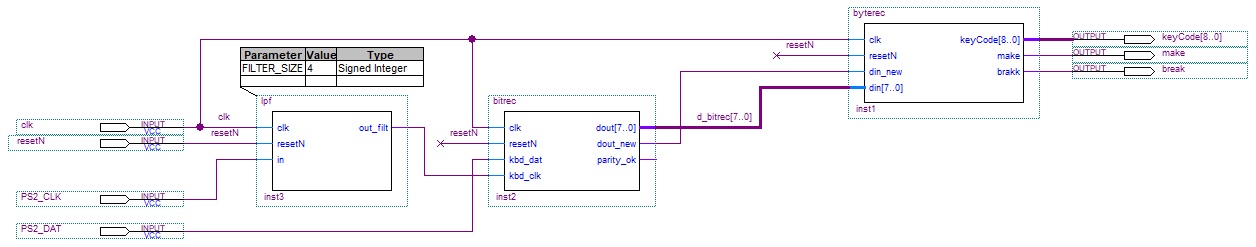 byterec
clk
resetN
din_new
din[7..0]
keyCode[8..0]
make
brakk
inst1
OUTPUT
keyCode[8..0]
OUTPUT
make
OUTPUT
break
resetN
Parameter Value Type
FILTER_SIZE 4 Signed Integer
lpf
clk
resetN
in
out_filt
inst3
clk
resetN
bitrec
clk
resetN
kbd_dat
kbd_clk
dout[7..0]
dout_new
parity_ok
inst2
resetN
d_bitrec[7..0]
clk
INPUT
VCC
resetN
INPUT
VCC
PS2_CLK
INPUT
VCC
PS2_DAT
INPUT
VCC